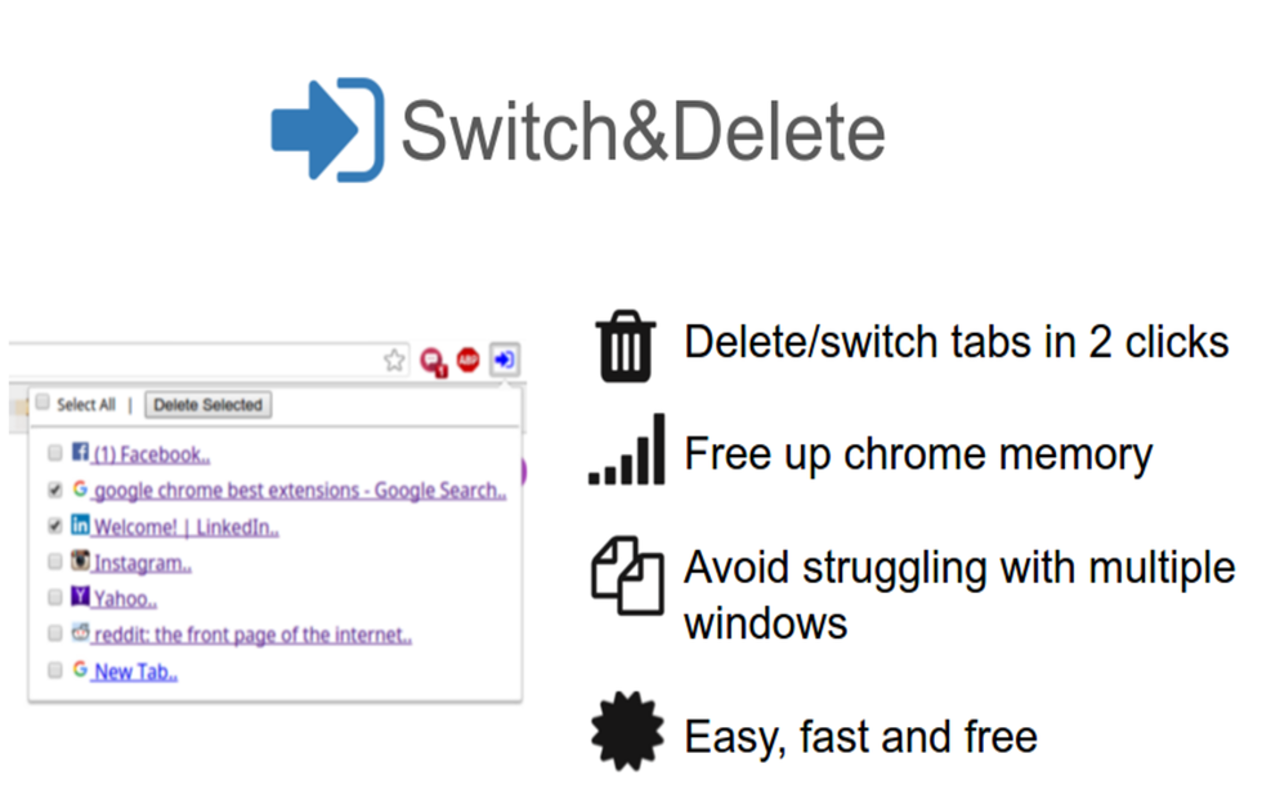 Switch&Delete
ABP
1
Select All | Delete Selected
(1) Facebook..
google chrome best extensions - Google Search..
in Welcome! | LinkedIn..
Instagram..
Yahoo..
reddit: the front page of the internet..
New Tab..
Delete/switch tabs in 2 clicks
Free up chrome memory
Avoid struggling with multiple
windows
Easy, fast and free